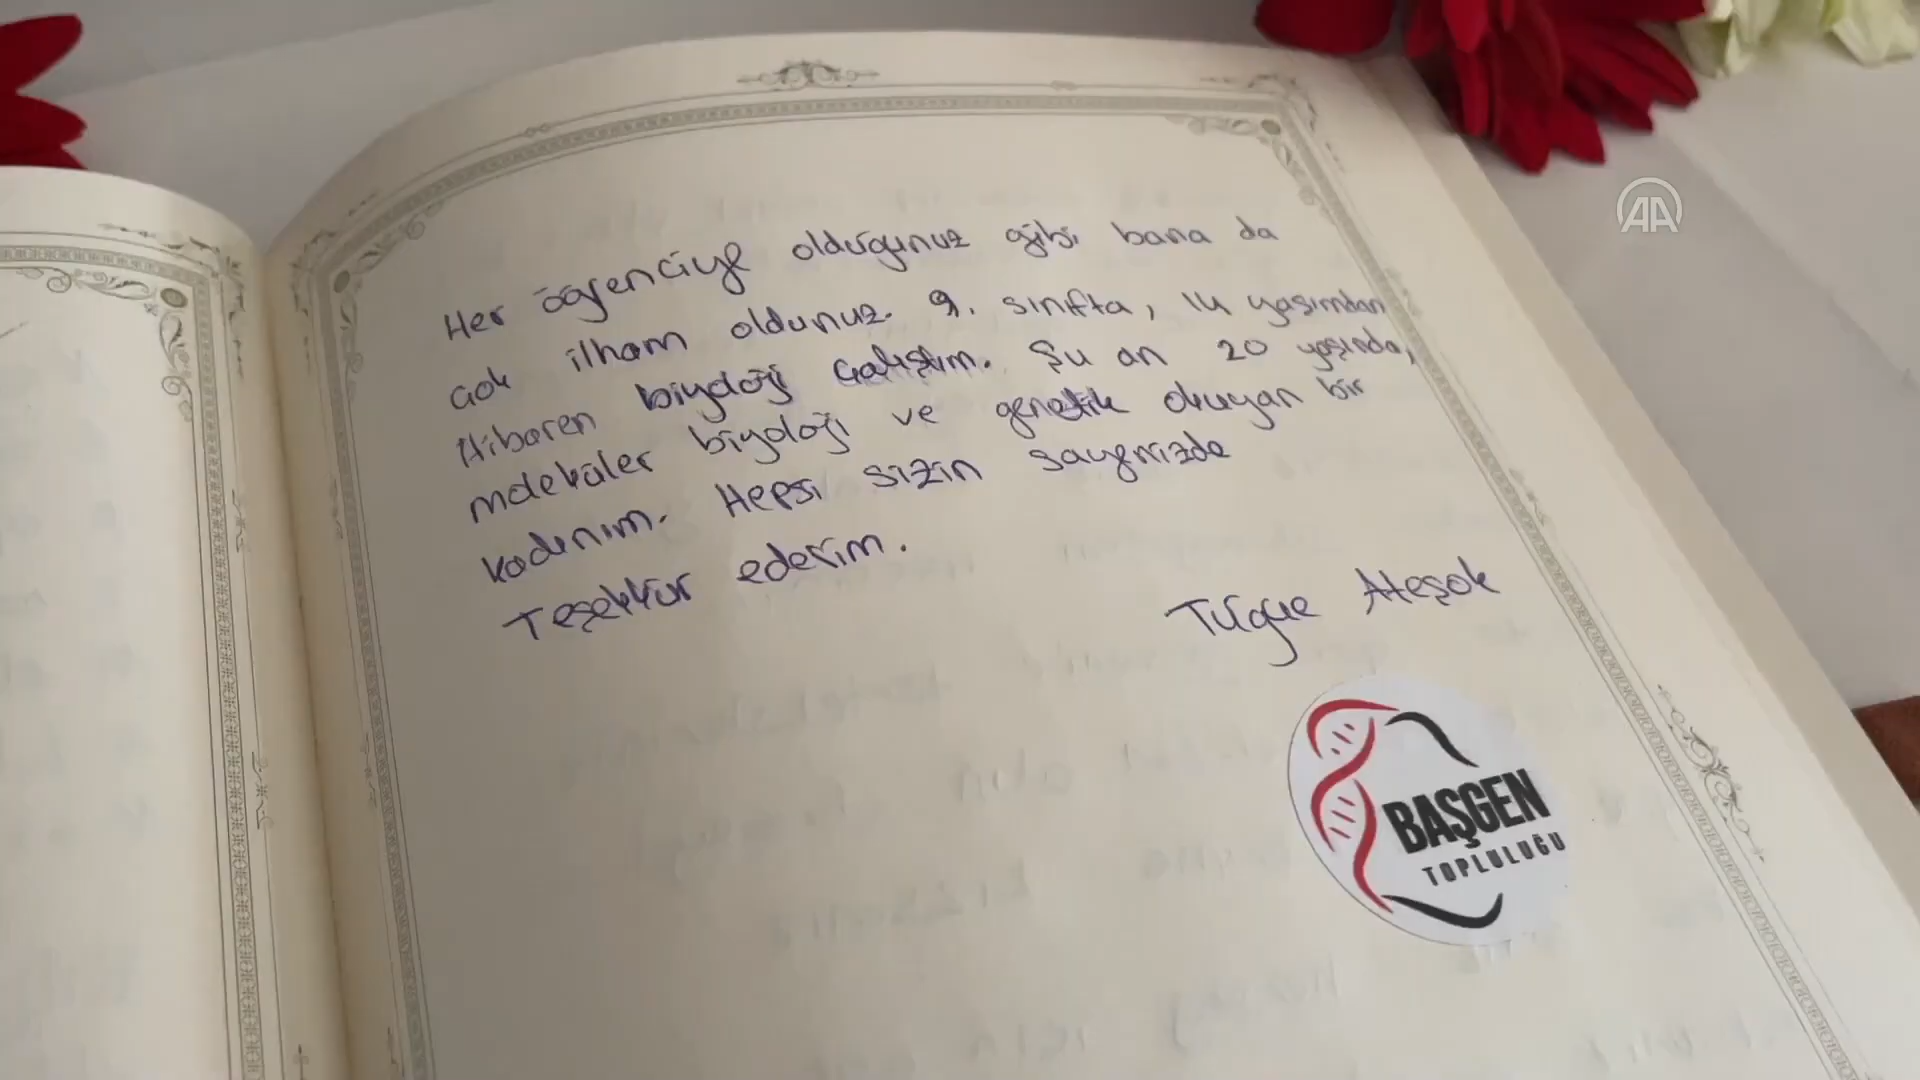 AA
Her öğrenciye olduğunuz gibi bana da
çok ilham oldunuz. 9. sınıfta, 14 yaşımdan
itibaren biyoloji çalıştım. Şu an 20 yaşında,
moleküler biyoloji ve genetik okuyan bir
kadınım. Hepsi sizin sayenizde
Teşekkür ederim.
Tuğçe Ateşok
BAŞGEN
TOPLULUĞU